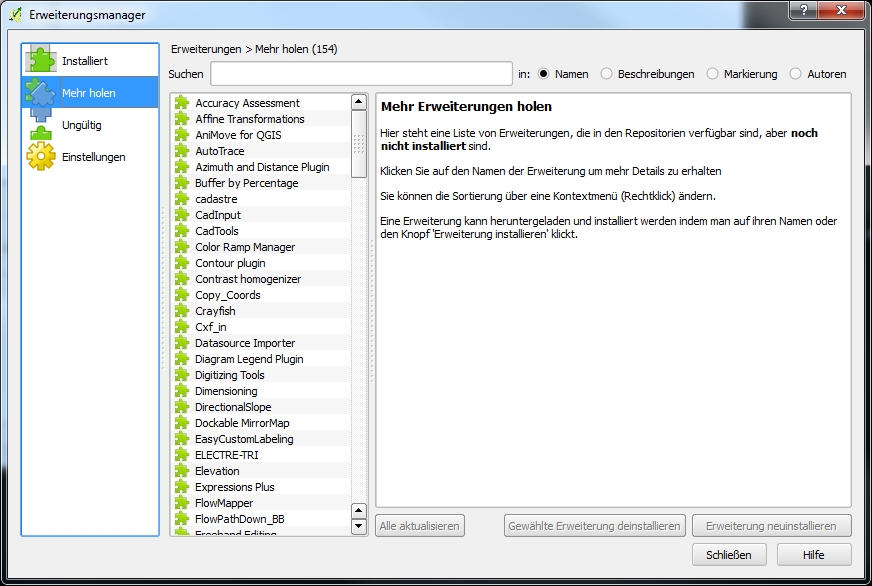 Erweiterungsmanager
Installiert
Mehr holen
Ungültig
Einstellungen
Erweiterungen > Mehr holen (154)
Suchen in: Namen Beschreibungen Markierung Autoren
Accuracy Assessment
Affine Transformations
AniMove for QGIS
AutoTrace
Azimuth and Distance Plugin
Buffer by Percentage
cadastre
CadInput
CadTools
Color Ramp Manager
Contour plugin
Contrast homogenizer
Copy_Coords
Crayfish
Cxf_in
Datasource Importer
Diagram Legend Plugin
Digitizing Tools
Dimensioning
DirectionalSlope
Dockable MirrorMap
EasyCustomLabeling
ELECTRE-TRI
Elevation
Expressions Plus
FlowMapper
FlowPathDown_BB
Freehand Editing
Mehr Erweiterungen holen
Hier steht eine Liste von Erweiterungen, die in den Repositorien verfügbar sind, aber noch
nicht installiert sind.
Klicken Sie auf den Namen der Erweiterung um mehr Details zu erhalten
Sie können die Sortierung über eine Kontextmenü (Rechtklick) ändern.
Eine Erweiterung kann heruntergeladen und installiert werden indem man auf ihren Namen oder
den Knopf 'Erweiterung installieren' klickt.
Alle aktualisieren
Gewählte Erweiterung deinstallieren
Erweiterung neuinstallieren
Schließen
Hilfe